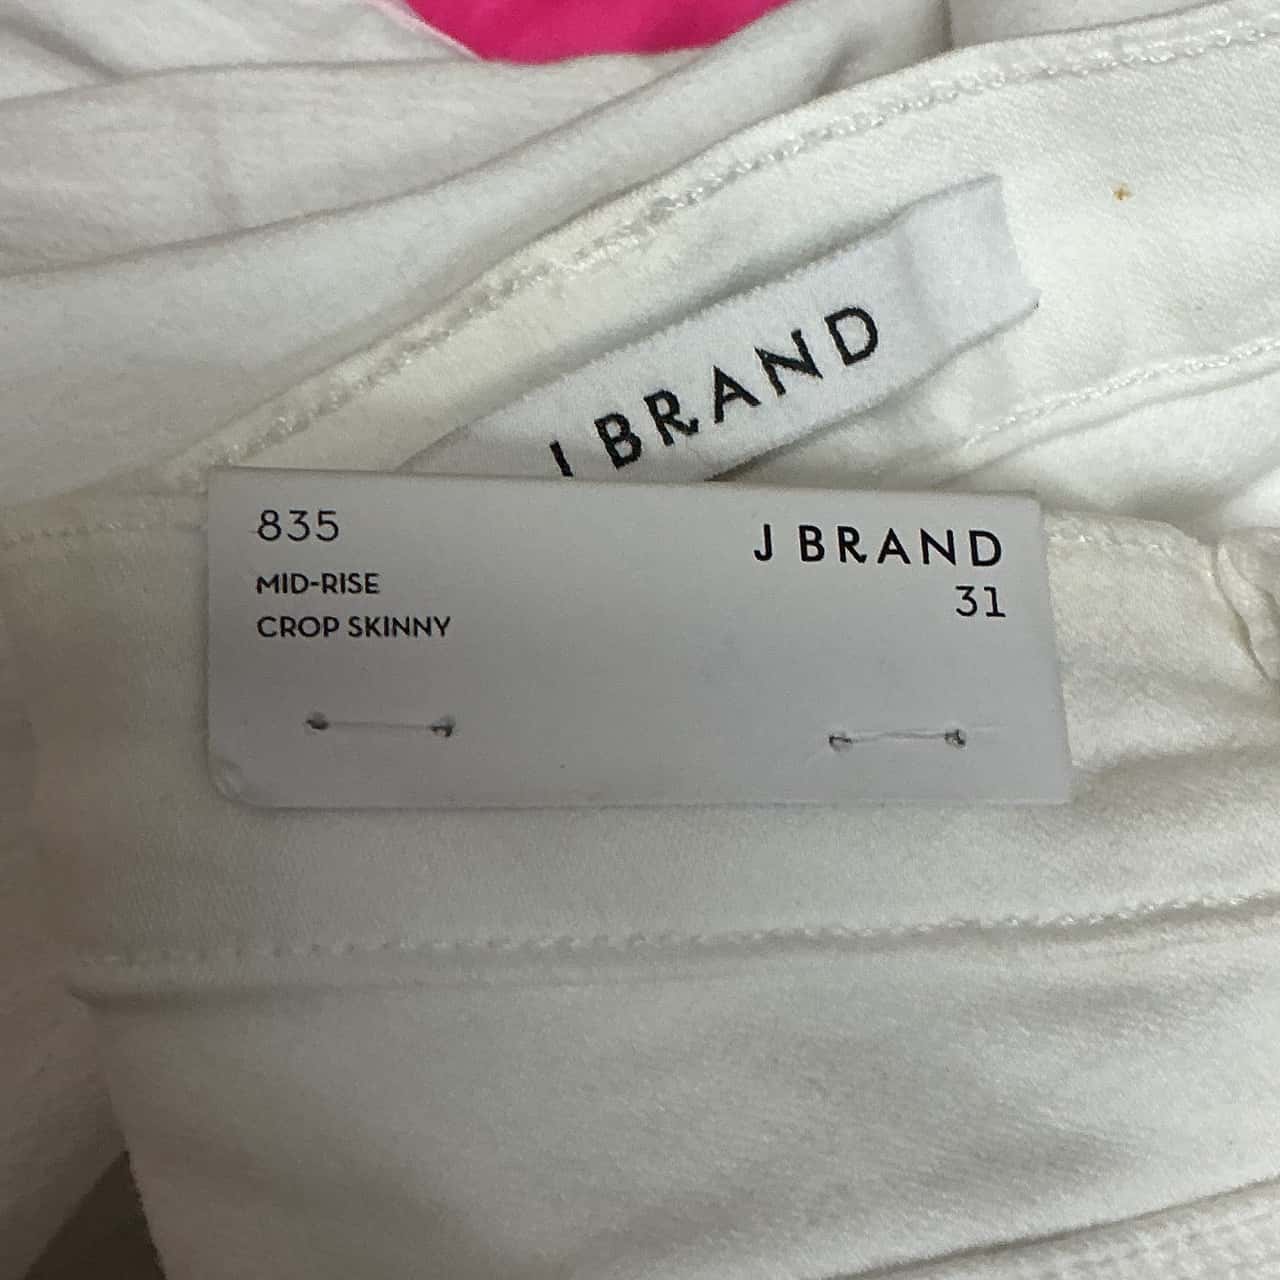 J BRAND
835
MID-RISE
CROP SKINNY
J BRAND
31